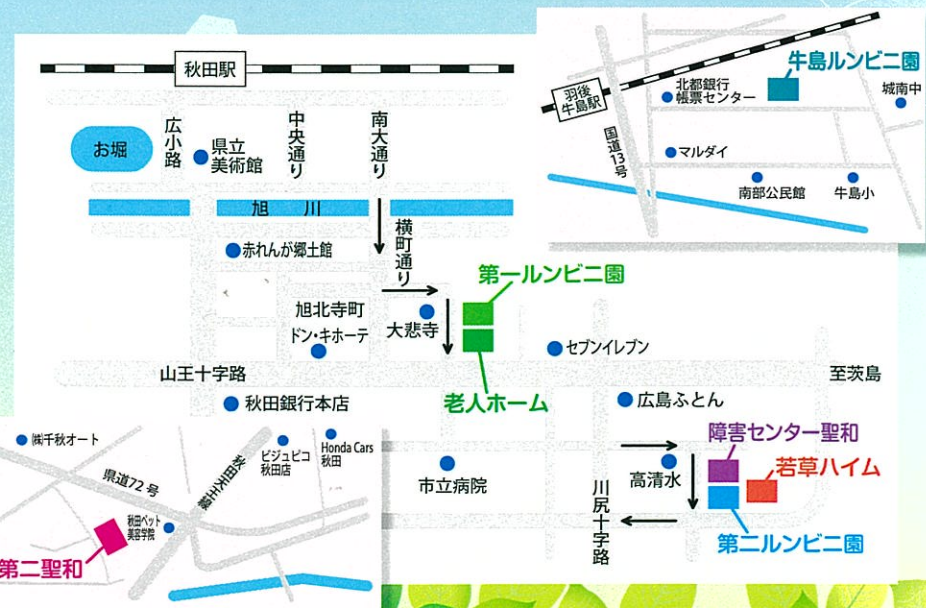 秋田駅
お堀
広小路
県立
美術館
中央通り
南大通り
旭 川
赤れんが郷土館
横町通り
旭北寺町
ドン・キホーテ
大悲寺
第一ルンビニ園
老人ホーム
セブンイレブン
山王十字路
至茨島
秋田銀行本店
広島ふとん
市立病院
川尻十字路
高清水
障害センター聖和
若草ハイム
第二ルンビニ園
羽後
牛島駅
国道13号
北都銀行
帳票センター
牛島ルンビニ園
城南中
マルダイ
南部公民館
牛島小
㈱千秋オート
県道72号
秋田天王線
ビジュピコ
秋田店
Honda Cars
秋田
秋田ペット
美容学院
第二聖和